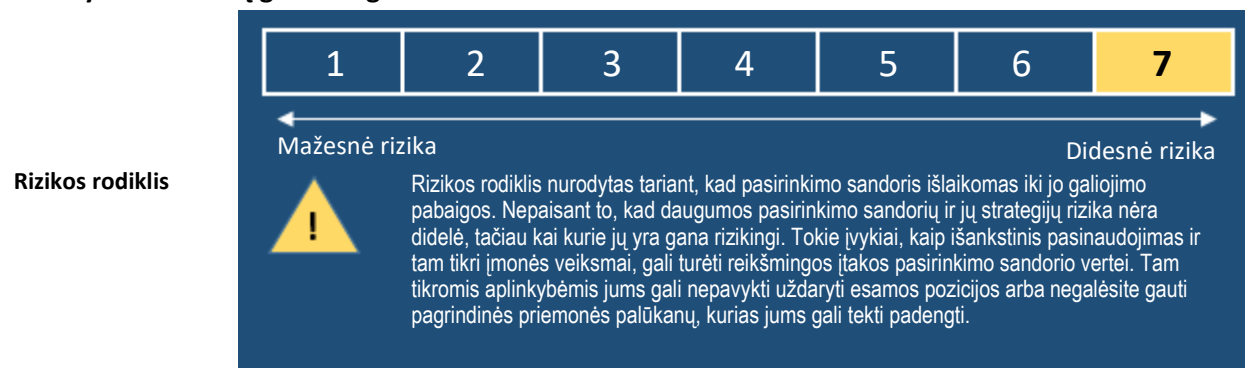 1 2 3 4 5 6 7
Mažesnė rizika
Didesnė rizika
Rizikos rodiklis
!
Rizikos rodiklis nurodytas tariant, kad pasirinkimo sandoris išlaikomas iki jo galiojimo
pabaigos. Nepaisant to, kad daugumos pasirinkimo sandorių ir jų strategijų rizika nėra
didelė, tačiau kai kurie jų yra gana rizikingi. Tokie įvykiai, kaip išankstinis pasinaudojimas ir
tam tikri įmonės veiksmai, gali turėti reikšmingos įtakos pasirinkimo sandorio vertei. Tam
tikromis aplinkybėmis jums gali nepavykti uždaryti esamos pozicijos arba negalėsite gauti
pagrindinės priemonės palūkanų, kurias jums gali tekti padengti.